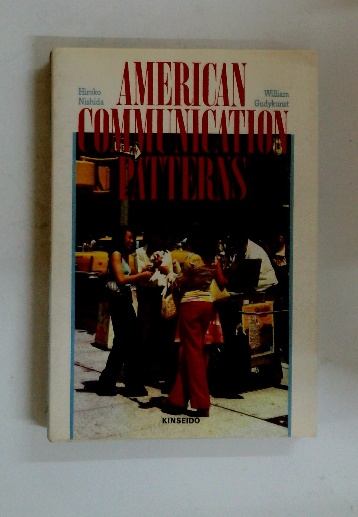 AMERICAN
Hiroko
Nishida
William
Gudykunst
COMMUNICATION
PATTERNS
KINSEIDO